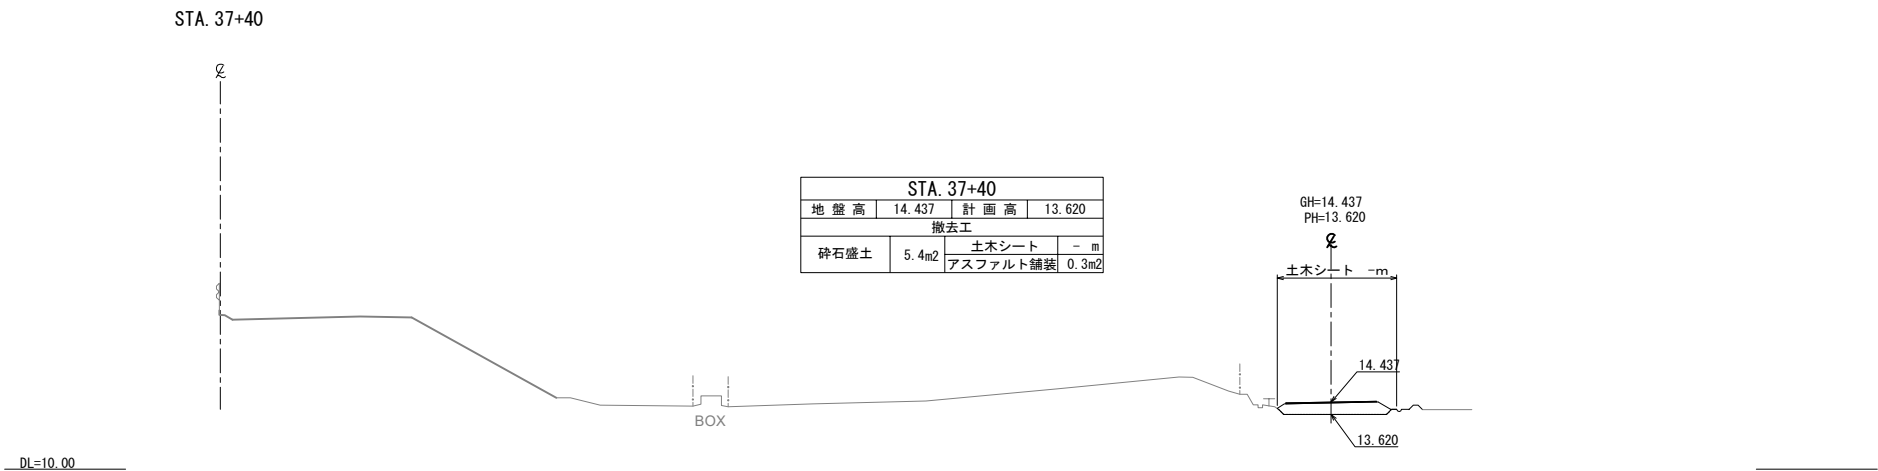 STA. 37+40
℄
STA. 37+40
地 盤 高 14.437 計 画 高 13.620
撤去工
砕石盛土 5.4m2 土木シート - m
アスファルト舗装 0.3m2
GH=14.437
PH=13.620
℄
土木シート -m
14.437
BOX
13.620
DL=10.00